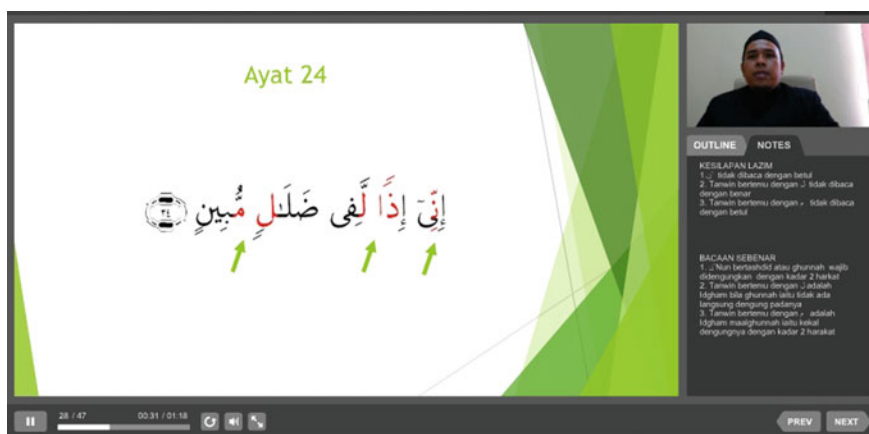 Ayat 24
إِنِّىٓ إِذًا لَّفِى ضَلَـٰلٍ مُّبِينٍ ٢٤
OUTLINE NOTES
KESILAPAN LAZIM
1. نّ tidak dibaca dengan betul
2. Tanwin bertemu dengan ل tidak dibaca
dengan benar
3. Tanwin bertemu dengan م tidak dibaca
dengan betul
BACAAN SEBENAR
1. نّ Nun bertashdid atau ghunnah wajib
didengungkan dengan kadar 2 harkat
2. Tanwin bertemu dengan ل adalah
Idgham bila ghunnah iaitu tidak ada
langsung dengung padanya
3. Tanwin bertemu dengan م adalah
Idgham maalghunnah iaitu kekal
dengungnya dengan kadar 2 harakat
28 / 47 00:31 / 01:18 PREV NEXT